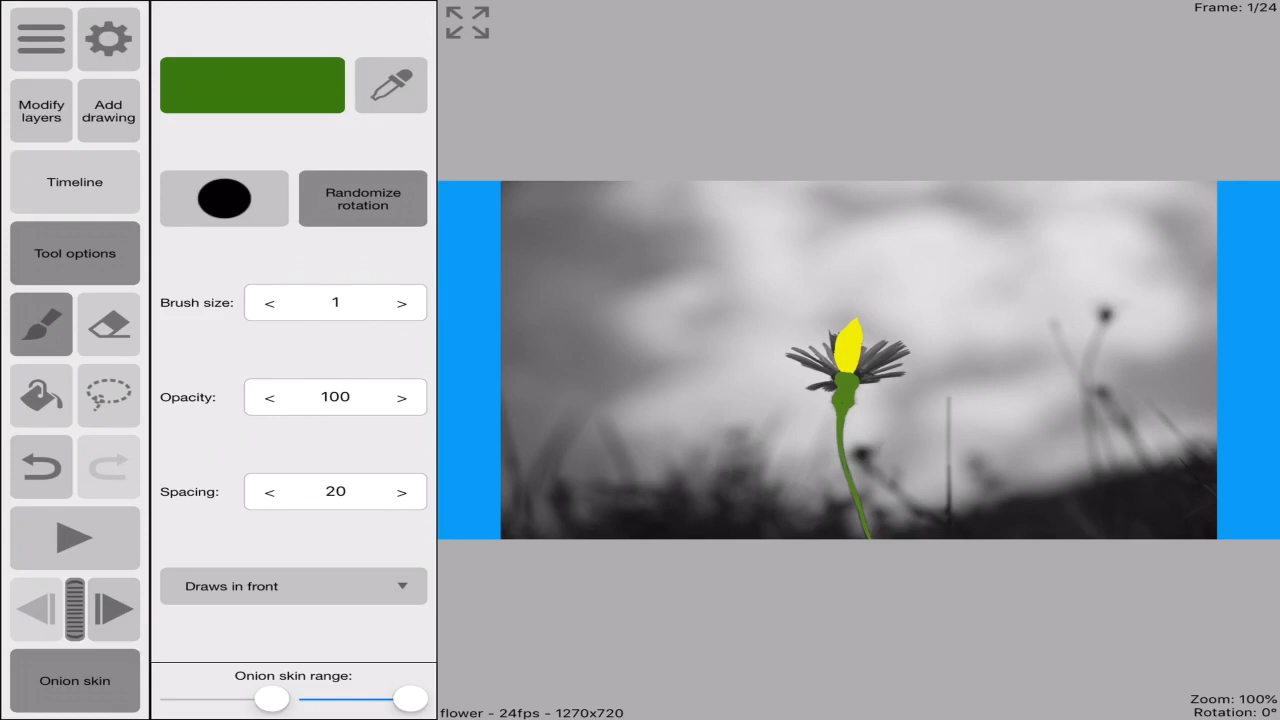 Frame: 1/24
Modify
layers
Add
drawing
Timeline
Randomize
rotation
Tool options
Brush size:
< 1 >
Opacity:
< 100 >
Spacing:
< 20 >
Draws in front
Onion skin
Onion skin range:
Zoom: 100%
flower - 24fps - 1270x720
Rotation: 0°